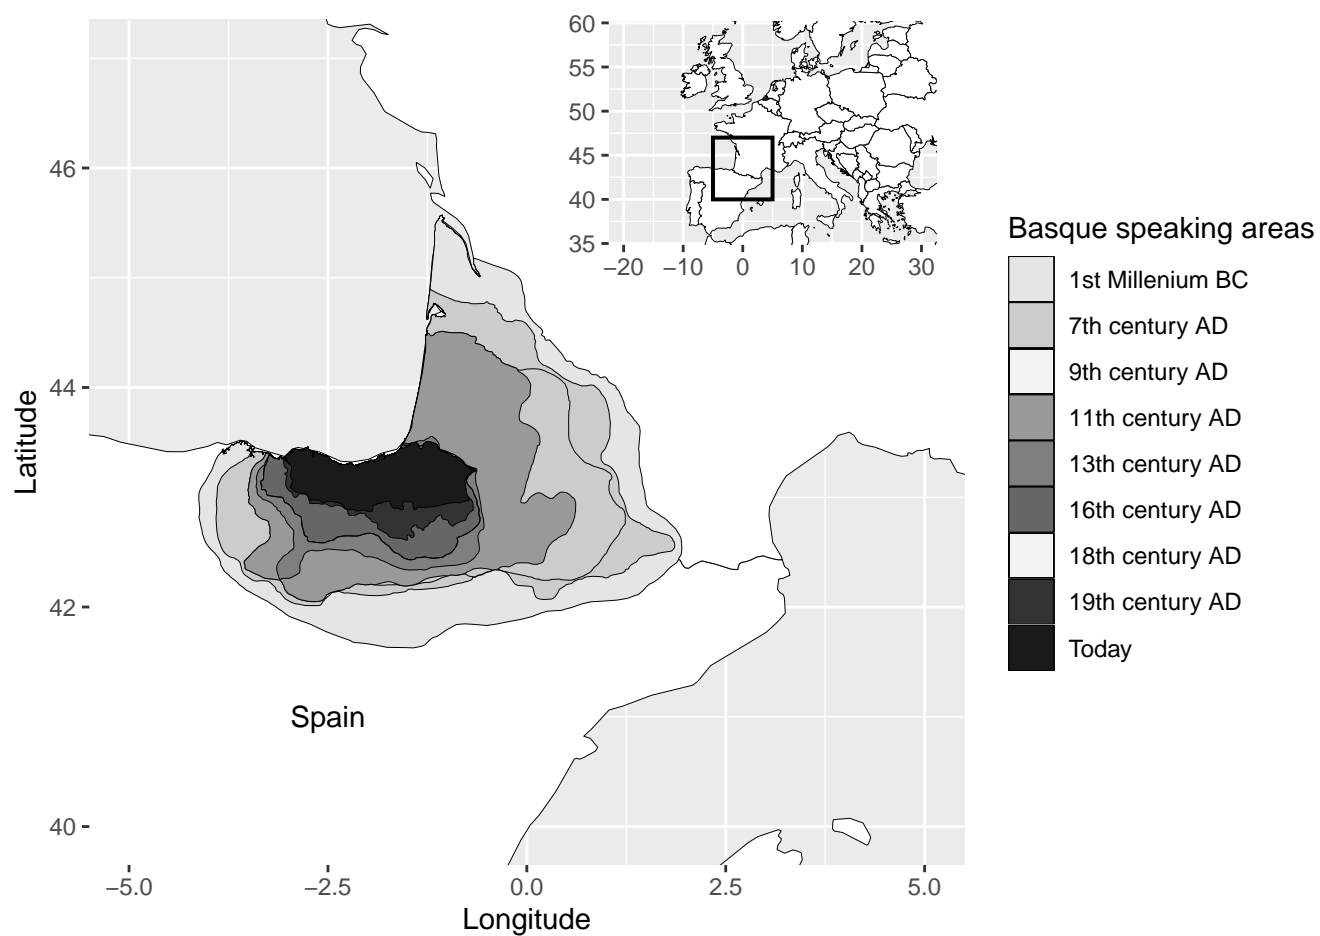 60
55
50
45
40
35
−20 −10 0 10 20 30
46
44
42
40
Latitude
−5.0 −2.5 0.0 2.5 5.0
Longitude
Spain
Basque speaking areas
1st Millenium BC
7th century AD
9th century AD
11th century AD
13th century AD
16th century AD
18th century AD
19th century AD
Today